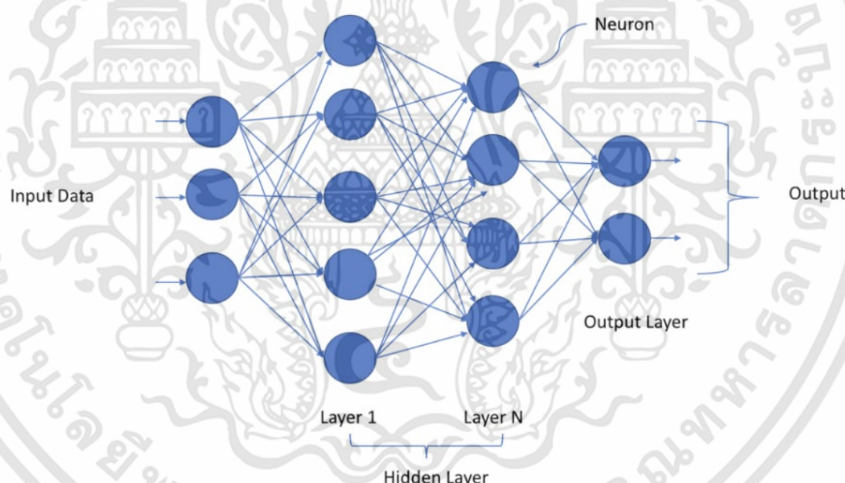 Neuron
Input Data
Output
Output Layer
Layer 1
Layer N
Hidden Layer